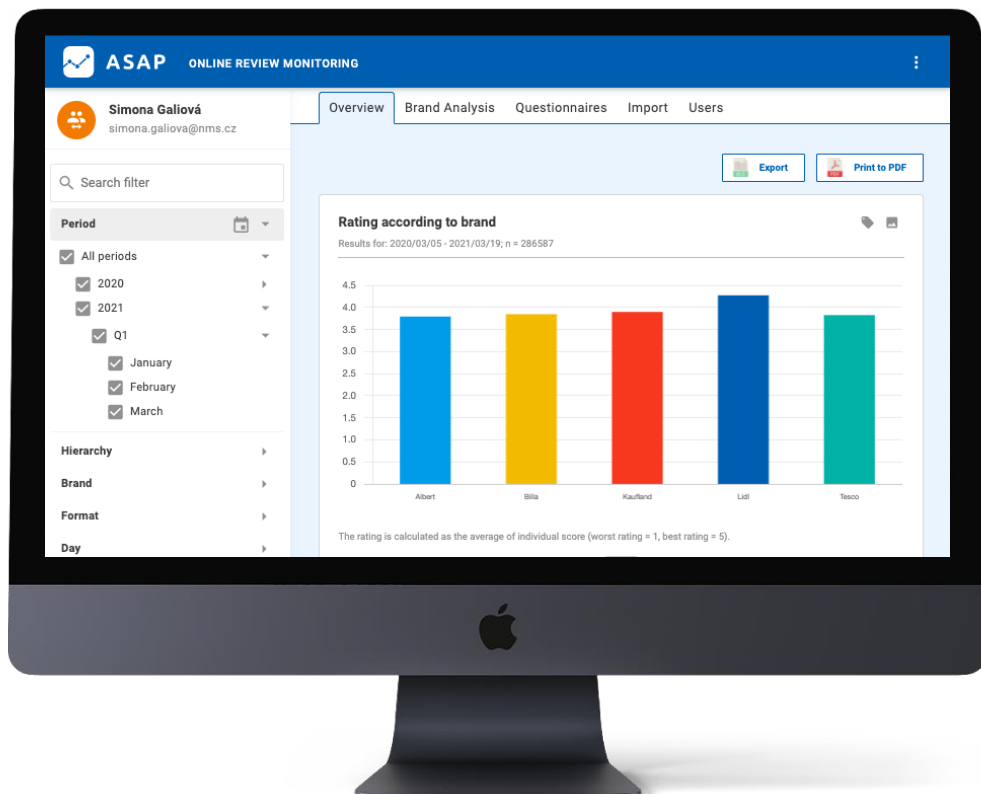 ASAP ONLINE REVIEW MONITORING
Simona Galiová
simona.galiova@nms.cz
Search filter
Period
All periods
2020
2021
Q1
January
February
March
Hierarchy
Brand
Format
Day
Overview Brand Analysis Questionnaires Import Users
Export Print to PDF
Rating according to brand
Results for: 2020/03/05 - 2021/03/19; n = 286587
4.5
4.0
3.5
3.0
2.5
2.0
1.5
1.0
0.5
0
Albert Billa Kaufland Lidl Tesco
The rating is calculated as the average of individual score (worst rating = 1, best rating = 5).